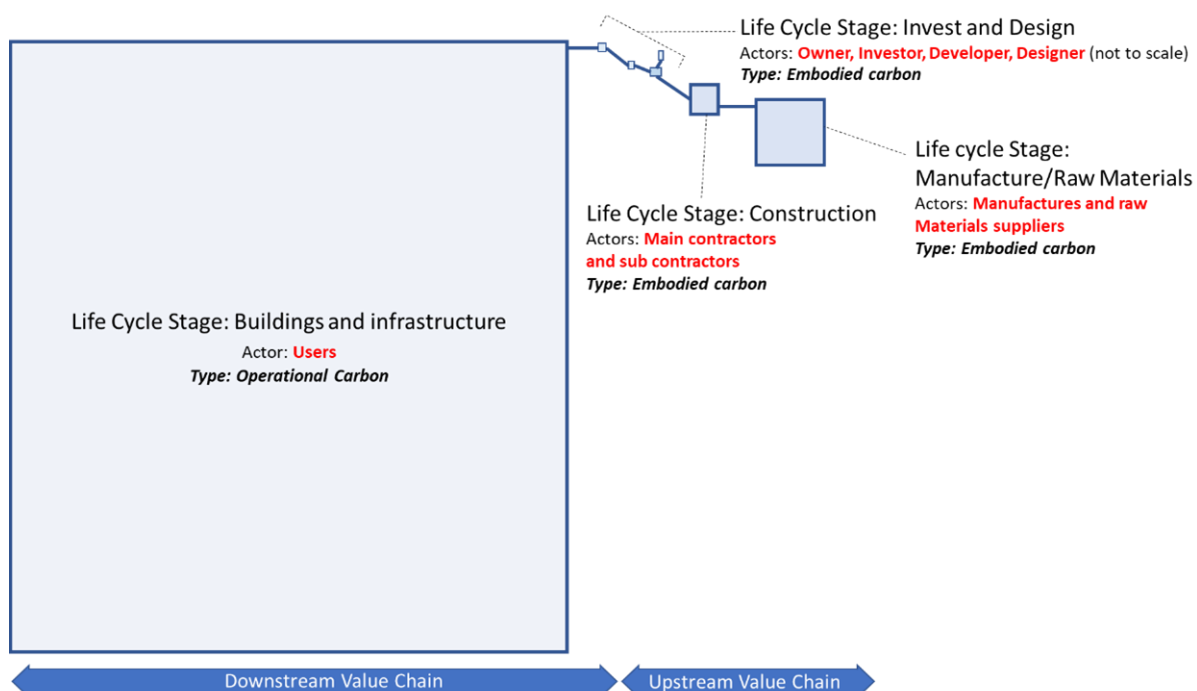 Life Cycle Stage: Invest and Design
Actors: Owner, Investor, Developer, Designer (not to scale)
Type: Embodied carbon
Life cycle Stage:
Manufacture/Raw Materials
Actors: Manufactures and raw
Materials suppliers
Type: Embodied carbon
Life Cycle Stage: Construction
Actors: Main contractors
and sub contractors
Type: Embodied carbon
Life Cycle Stage: Buildings and infrastructure
Actor: Users
Type: Operational Carbon
Downstream Value Chain
Upstream Value Chain